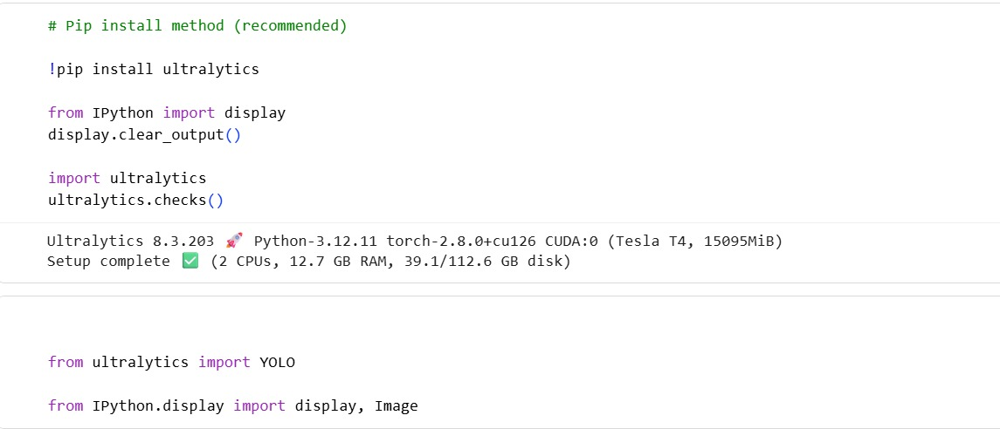 # Pip install method (recommended)
!pip install ultralytics
from IPython import display
display.clear_output()
import ultralytics
ultralytics.checks()
Ultralytics 8.3.203 🚀 Python-3.12.11 torch-2.8.0+cu126 CUDA:0 (Tesla T4, 15095MiB)
Setup complete ✅ (2 CPUs, 12.7 GB RAM, 39.1/112.6 GB disk)
from ultralytics import YOLO
from IPython.display import display, Image